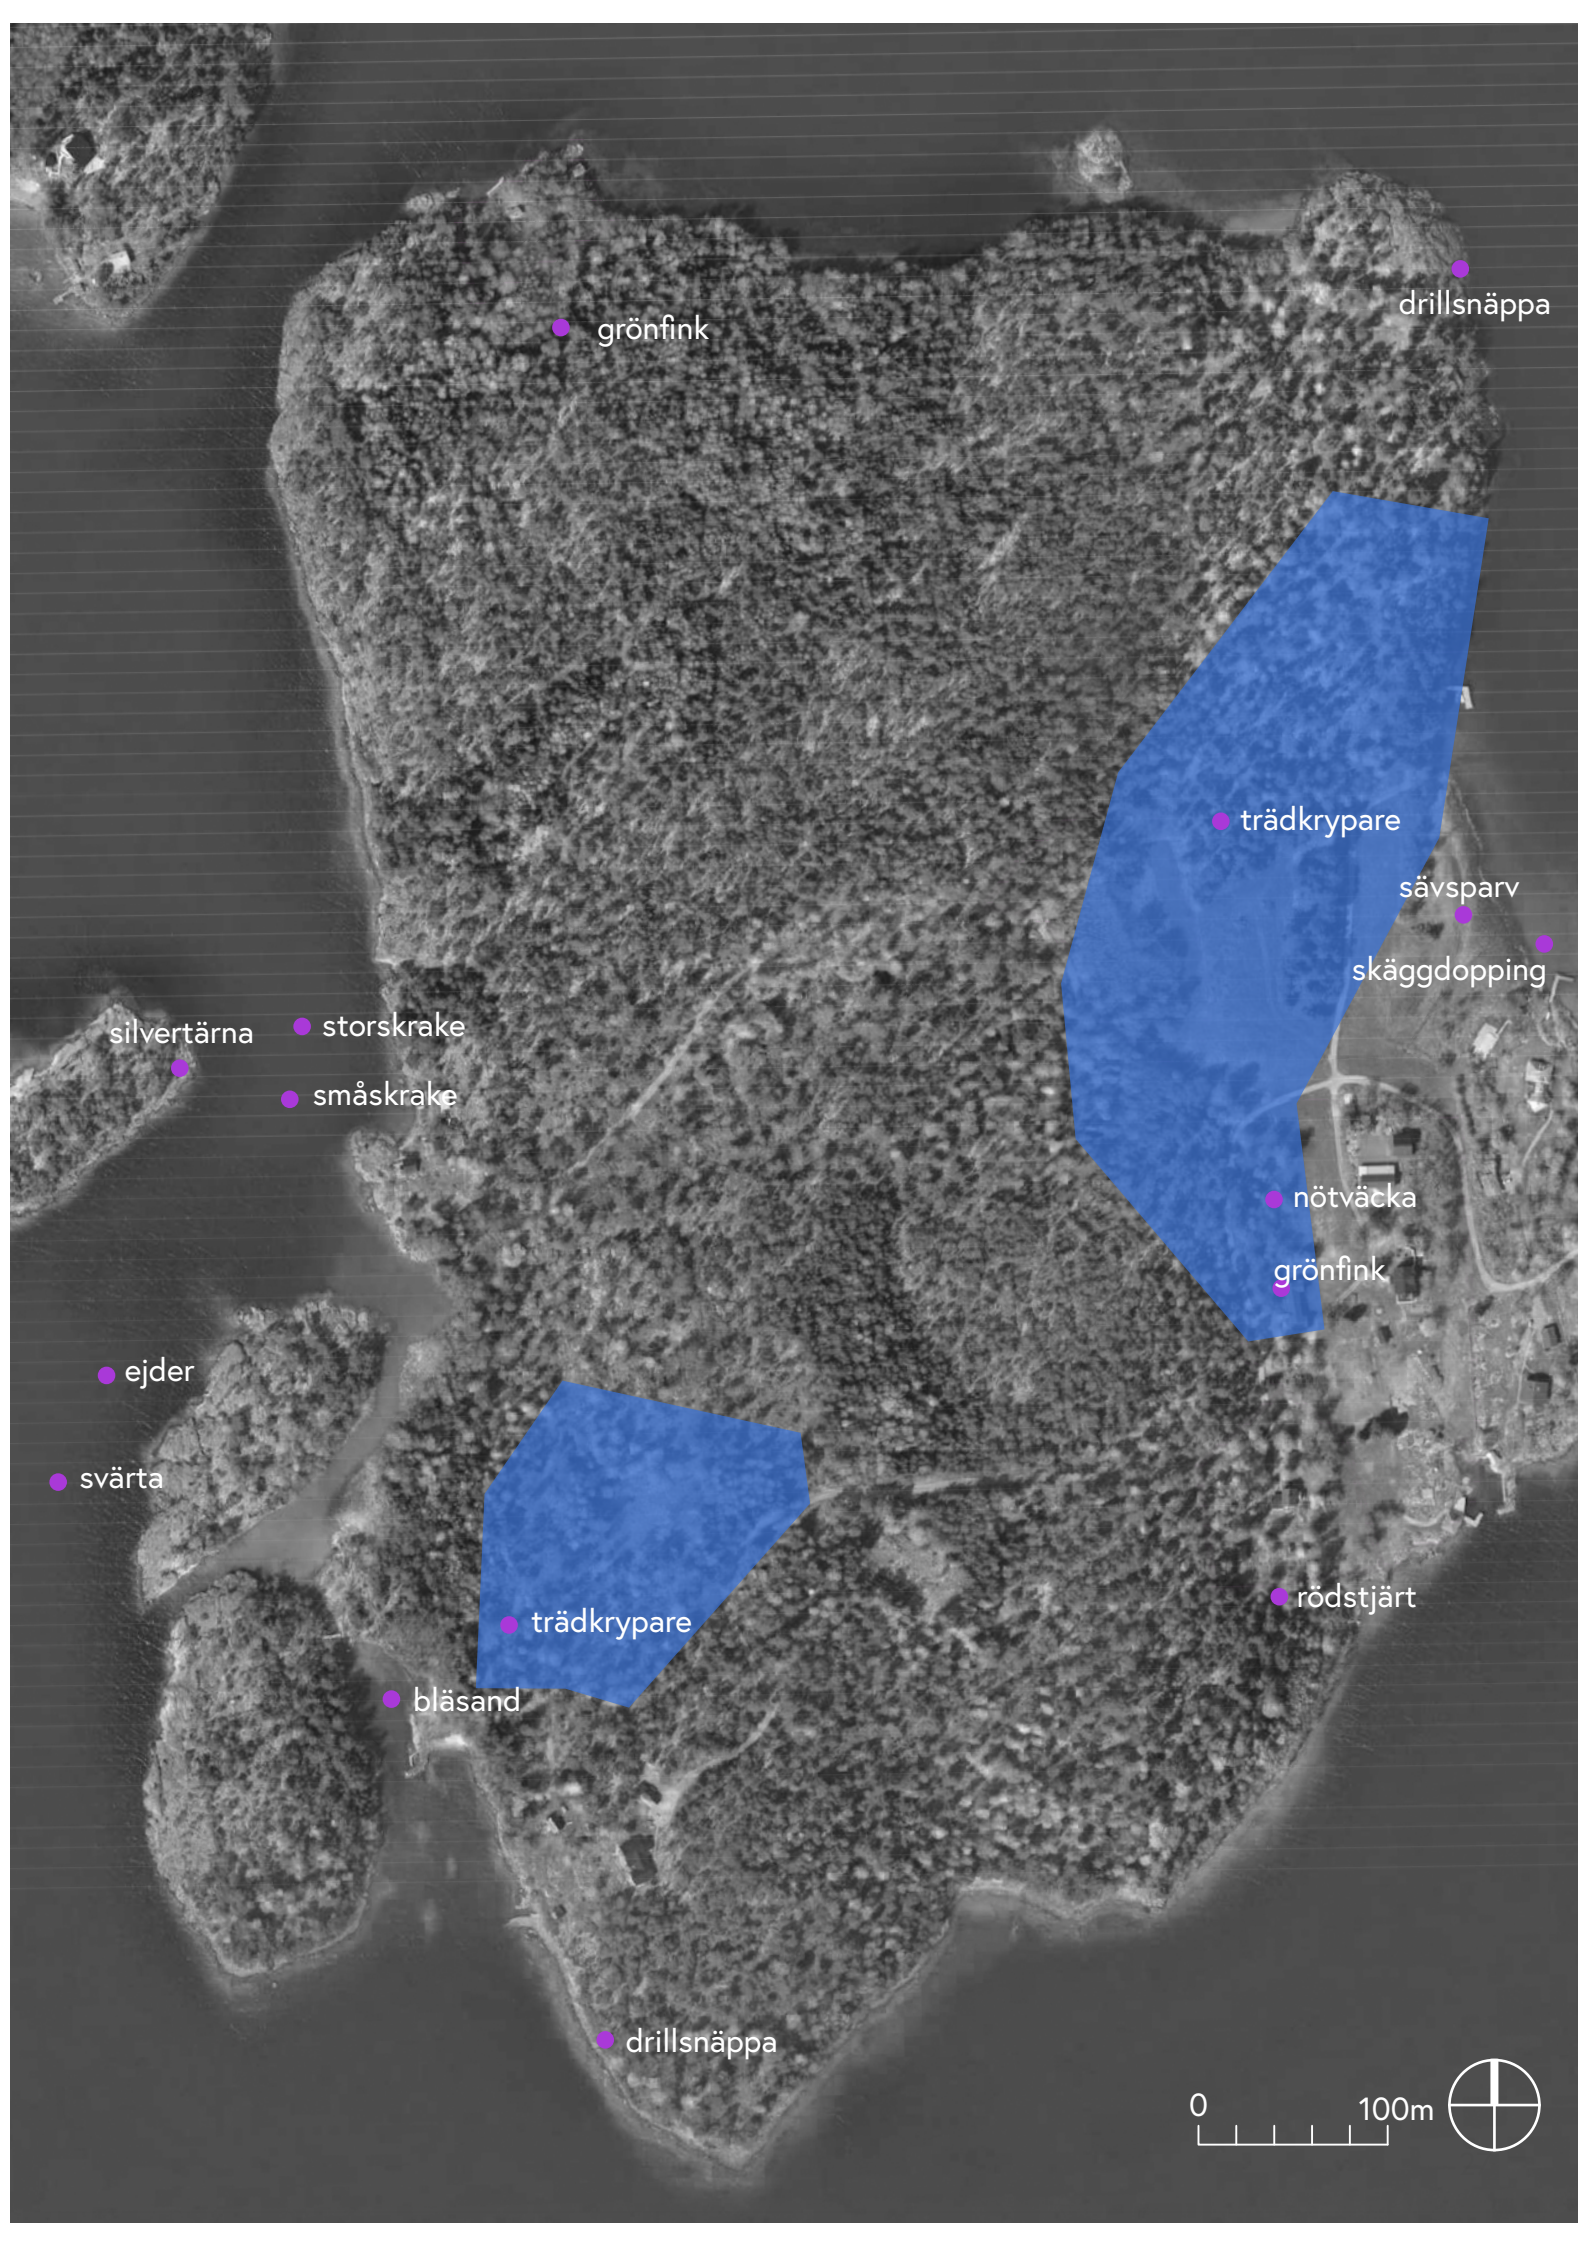 drillsnäppa
grönfink
trädkrypare
sävsparv
skäggdopping
silvertärna
storskrake
småskrake
nötväcka
grönfink
ejder
svärta
rödstjärt
trädkrypare
bläsand
drillsnäppa
0
100m